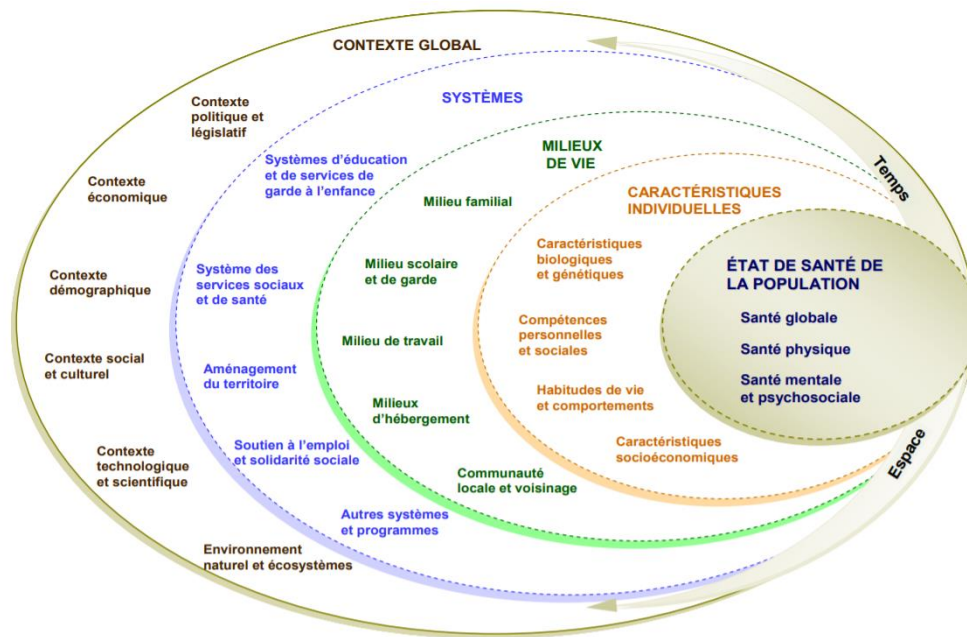 CONTEXTE GLOBAL
Contexte
politique et
législatif
Contexte
économique
Contexte
démographique
Contexte social
et culturel
Contexte
technologique
et scientifique
Environnement
naturel et écosystèmes
SYSTÈMES
Systèmes d'éducation
et de services de
garde à l'enfance
Système des
services sociaux
et de santé
Aménagement
du territoire
Soutien à l'emploi
et solidarité sociale
Autres systèmes
et programmes
MILIEUX
DE VIE
Milieu familial
Milieu scolaire
et de garde
Milieu de travail
Milieux
d'hébergement
Communauté
locale et voisinage
CARACTÉRISTIQUES
INDIVIDUELLES
Caractéristiques
biologiques
et génétiques
Compétences
personnelles
et sociales
Habitudes de vie
et comportements
Caractéristiques
socioéconomiques
ÉTAT DE SANTÉ DE
LA POPULATION
Santé globale
Santé physique
Santé mentale
et psychosociale
Temps
Espace